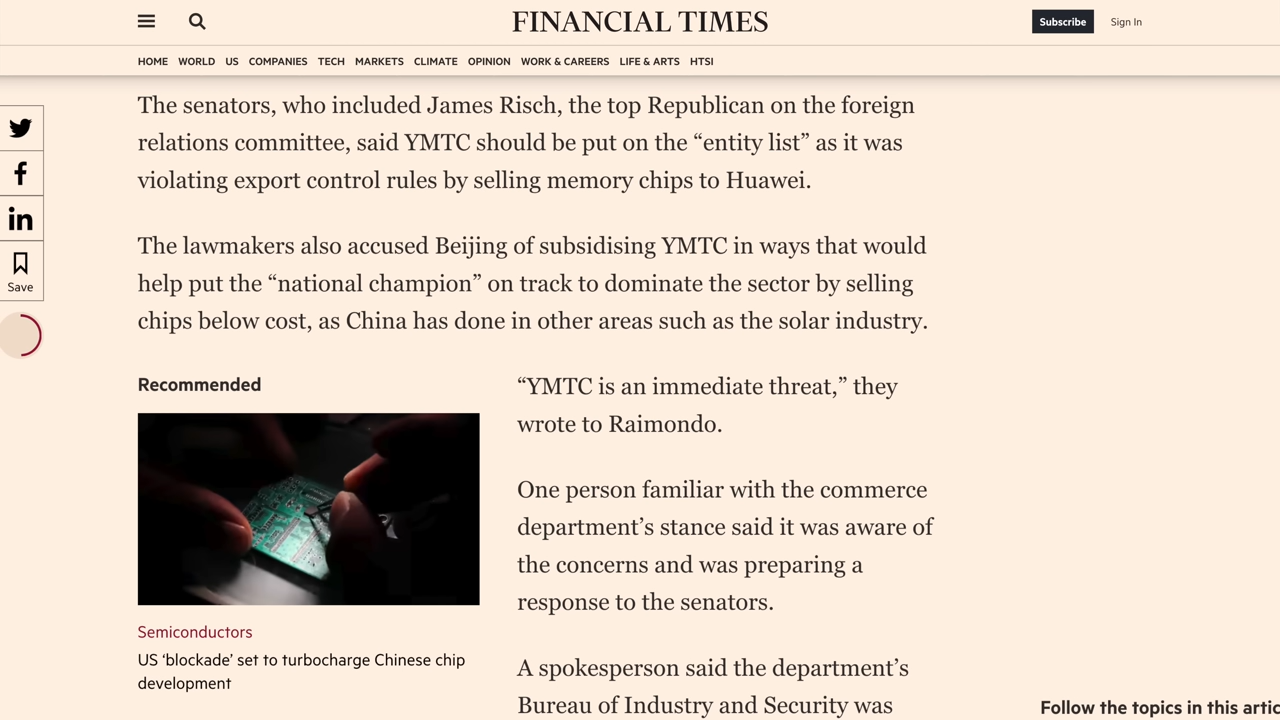 FINANCIAL TIMES
Subscribe
Sign In
HOME WORLD US COMPANIES TECH MARKETS CLIMATE OPINION WORK & CAREERS LIFE & ARTS HTSI
The senators, who included James Risch, the top Republican on the foreign
relations committee, said YMTC should be put on the “entity list” as it was
violating export control rules by selling memory chips to Huawei.
The lawmakers also accused Beijing of subsidising YMTC in ways that would
help put the “national champion” on track to dominate the sector by selling
chips below cost, as China has done in other areas such as the solar industry.
Save
Recommended
Semiconductors
US ‘blockade’ set to turbocharge Chinese chip
development
“YMTC is an immediate threat,” they
wrote to Raimondo.
One person familiar with the commerce
department’s stance said it was aware of
the concerns and was preparing a
response to the senators.
A spokesperson said the department’s
Bureau of Industry and Security was
Follow the topics in this artic